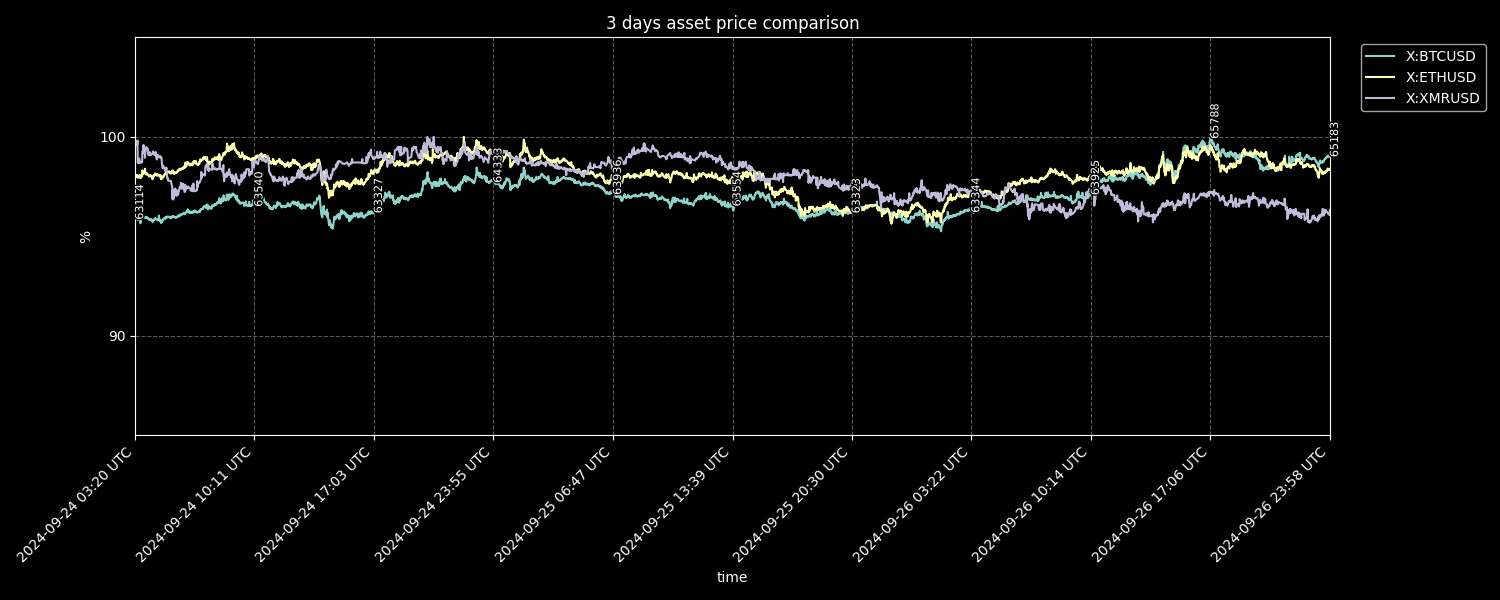 3 days asset price comparison
X:BTCUSD
X:ETHUSD
X:XMRUSD
100
90
%
63114
63540
63327
64333
63936
63554
63323
63344
63925
65788
65183
2024-09-24 03:20 UTC
2024-09-24 10:11 UTC
2024-09-24 17:03 UTC
2024-09-24 23:55 UTC
2024-09-25 06:47 UTC
2024-09-25 13:39 UTC
2024-09-25 20:30 UTC
2024-09-26 03:22 UTC
2024-09-26 10:14 UTC
2024-09-26 17:06 UTC
2024-09-26 23:58 UTC
time